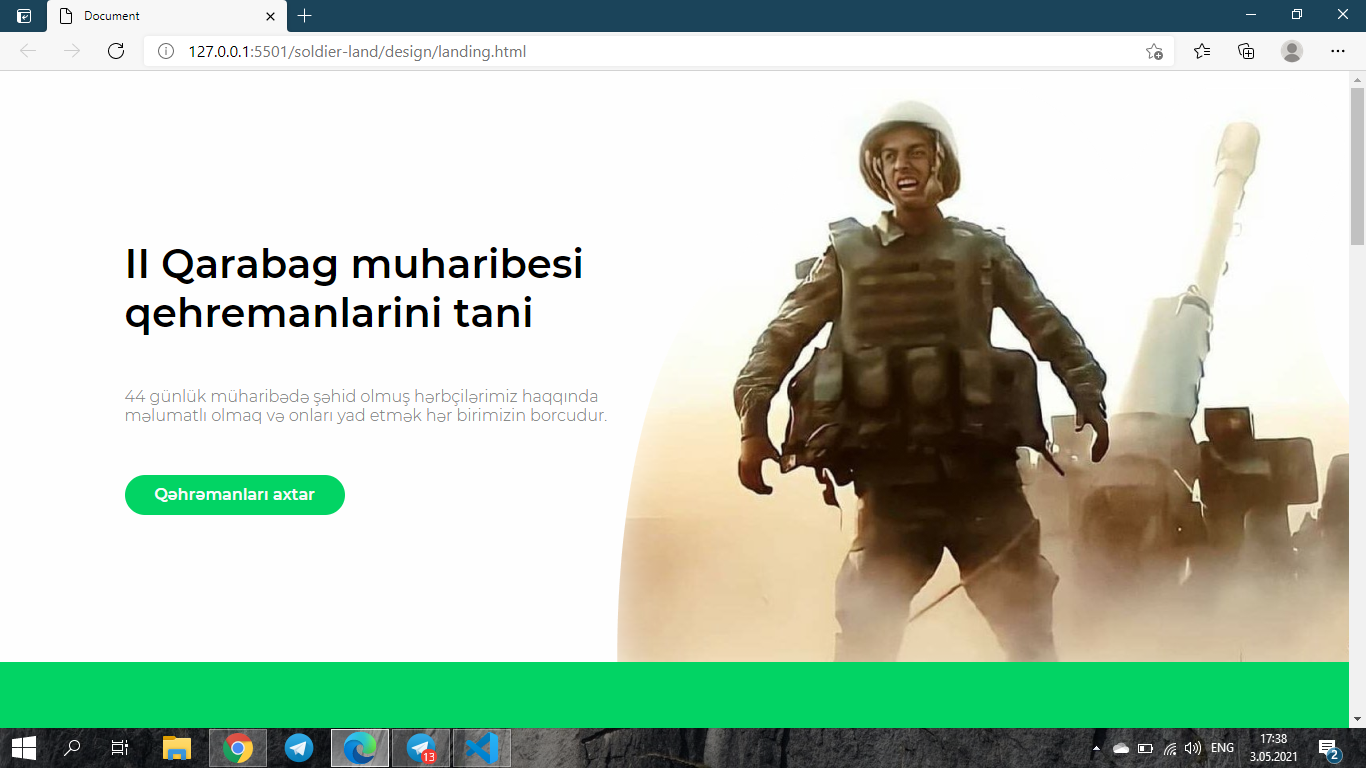 Document
127.0.0.1:5501/soldier-land/design/landing.html
II Qarabag muharibesi
qehremanlarini tani
44 günlük müharibədə şəhid olmuş hərbçilərimiz haqqında
məlumatlı olmaq və onları yad etmək hər birimizin borcudur.
Qəhrəmanları axtar
13
ENG
17:38
3.05.2021
2